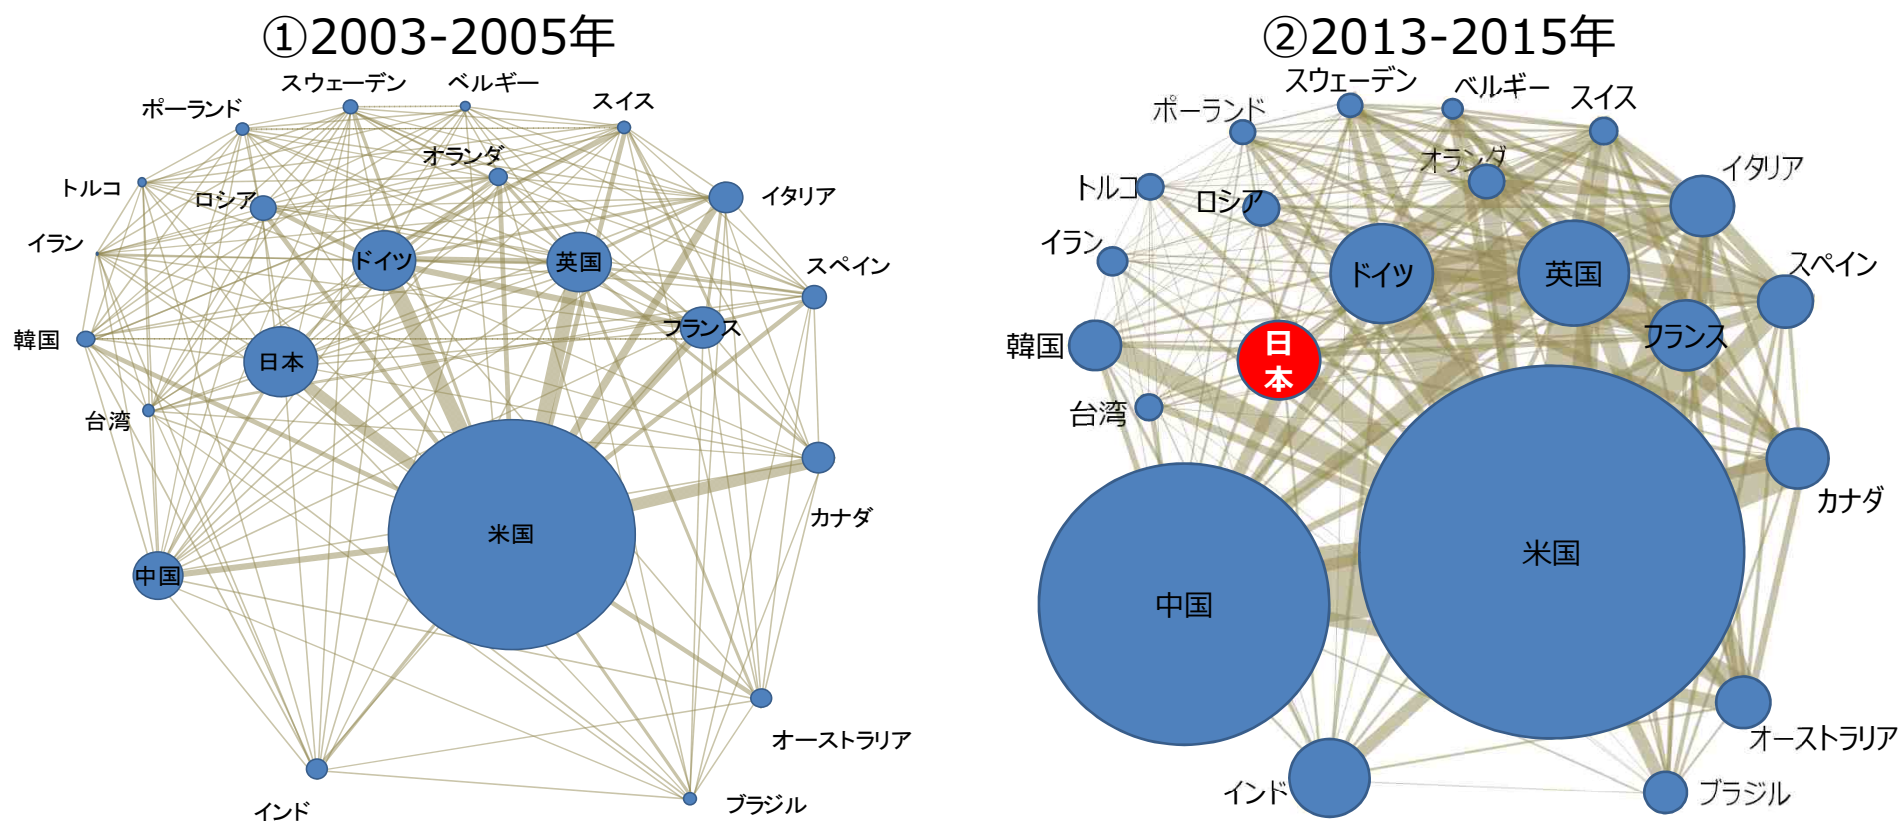 ①2003-2005年
スウェーデン
ベルギー
スイス
ポーランド
オランダ
トルコ
ロシア
イタリア
イラン
ドイツ
英国
スペイン
韓国
日本
フランス
台湾
カナダ
米国
中国
オーストラリア
インド
ブラジル
②2013-2015年
スウェーデン
ベルギー
スイス
ポーランド
オランダ
イタリア
トルコ
ロシア
イラン
ドイツ
英国
スペイン
韓国
日
本
フランス
台湾
カナダ
米国
中国
オーストラリア
インド
ブラジル